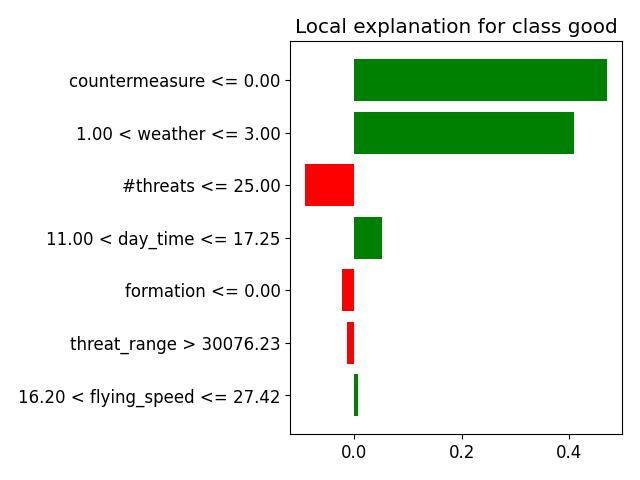 Local explanation for class good
countermeasure <= 0.00
1.00 < weather <= 3.00
#threats <= 25.00
11.00 < day_time <= 17.25
formation <= 0.00
threat_range > 30076.23
16.20 < flying_speed <= 27.42
0.0 0.2 0.4